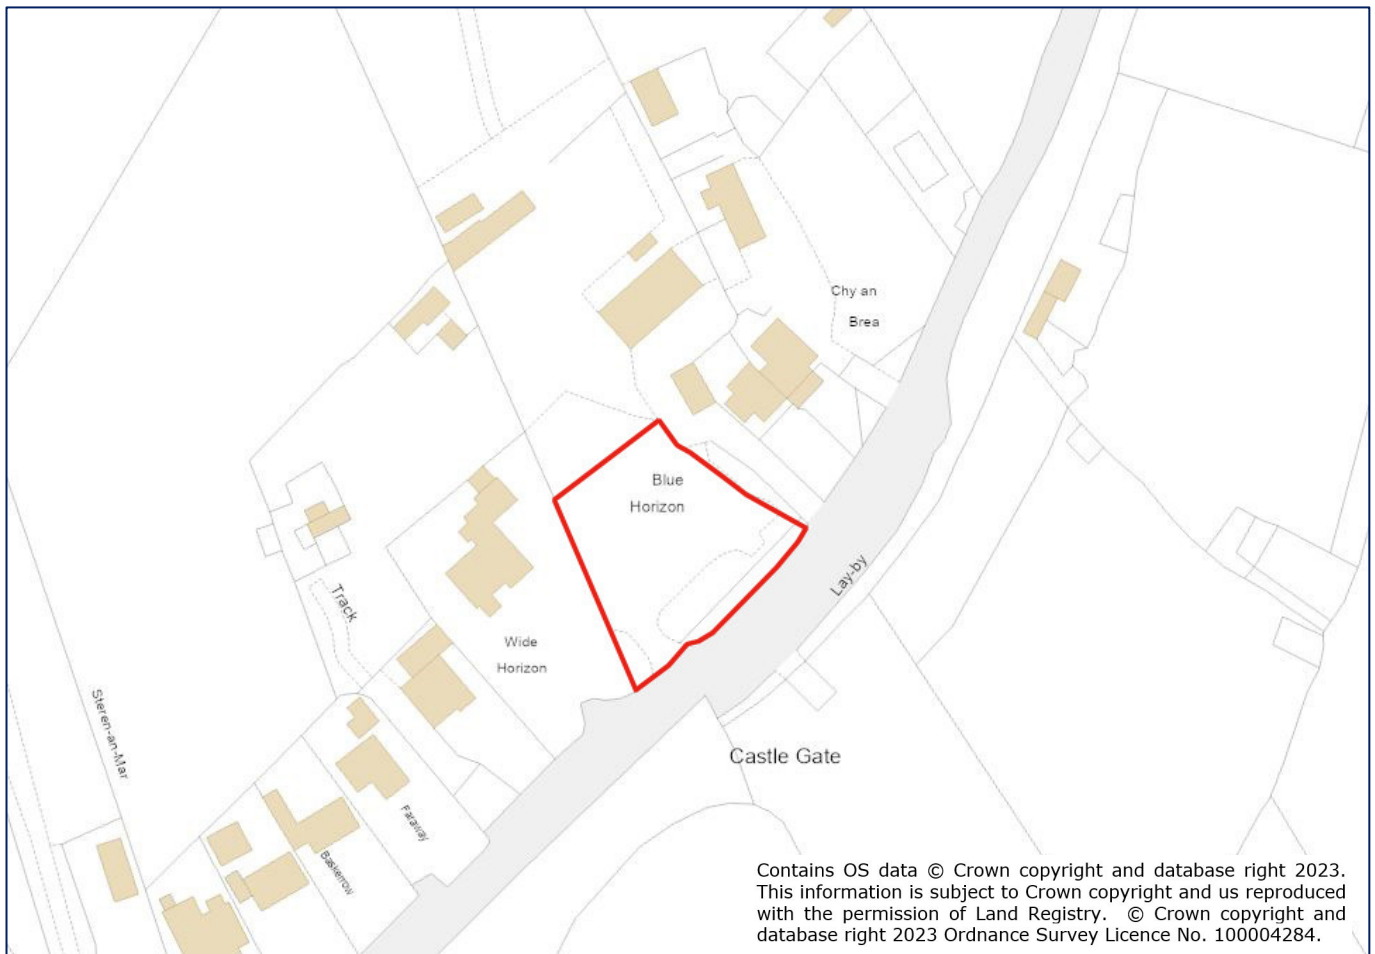 Chy an
Brea
Blue
Horizon
Lay-by
Track
Wide
Horizon
Steren-an-Mar
Castle Gate
Faraway
Baskerrow
Contains OS data © Crown copyright and database right 2023.
This information is subject to Crown copyright and us reproduced
with the permission of Land Registry. © Crown copyright and
database right 2023 Ordnance Survey Licence No. 100004284.